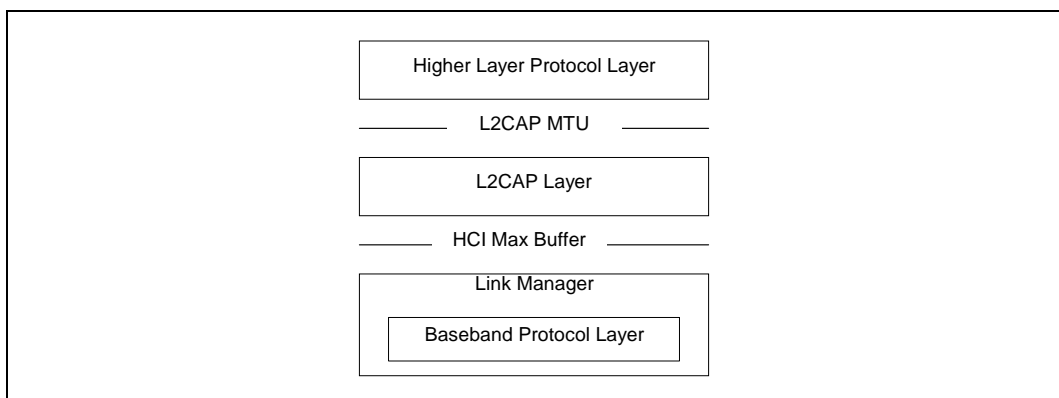 Higher Layer Protocol Layer
L2CAP MTU
L2CAP Layer
HCI Max Buffer
Link Manager
Baseband Protocol Layer